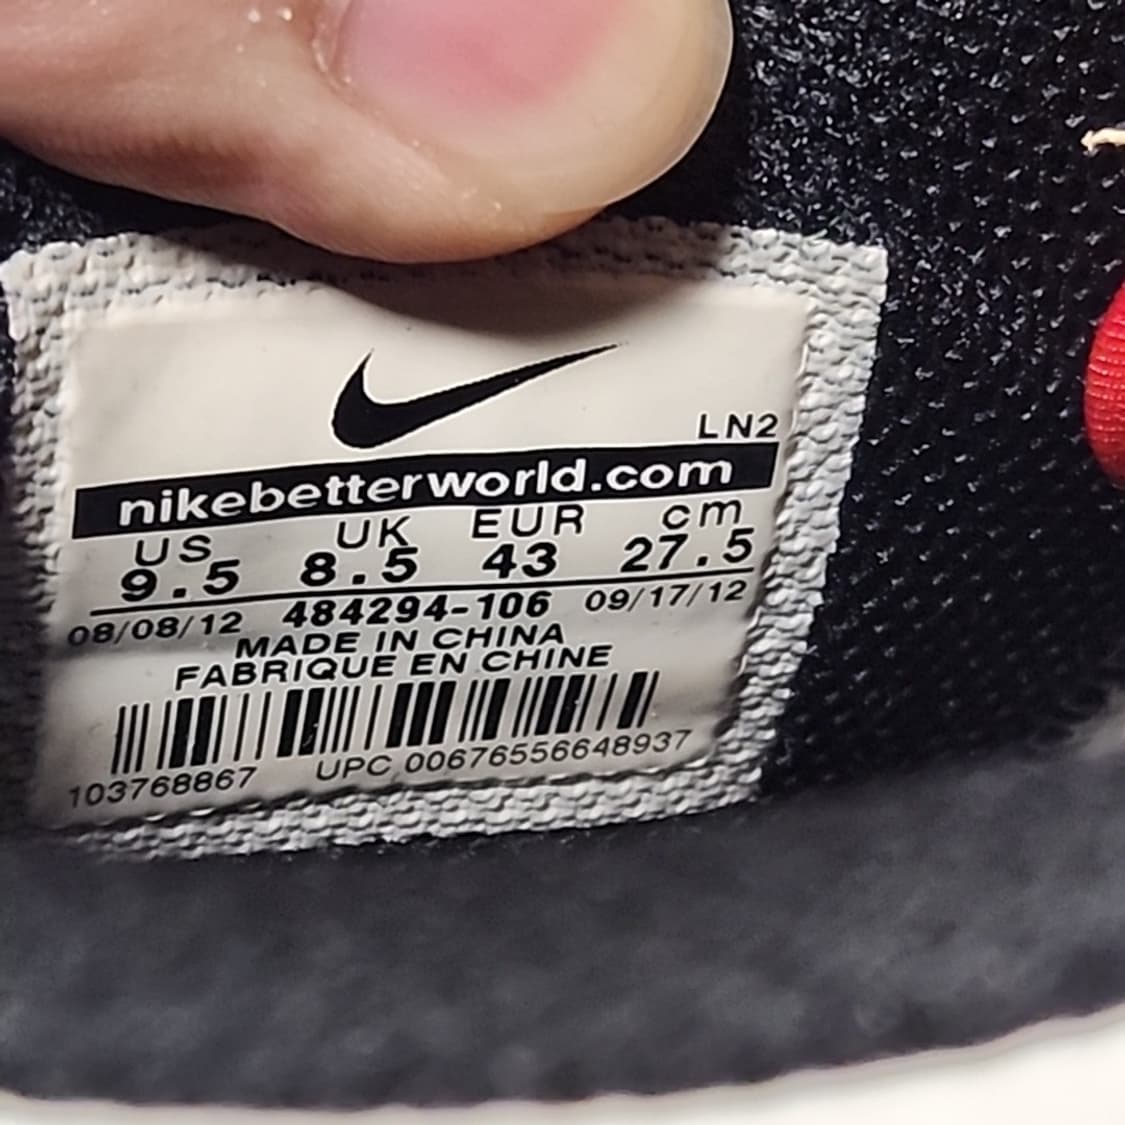 LN2
nikebetterworld.com
US UK EUR cm
9.5 8.5 43 27.5
08/08/12 484294-106 09/17/12
MADE IN CHINA
FABRIQUE EN CHINE
103768867 UPC 00676556648937